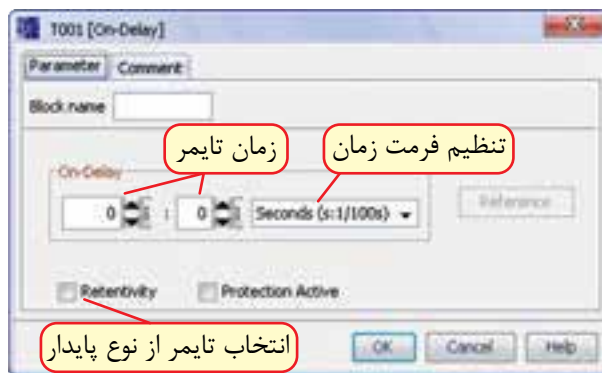 T001 [On-Delay]
Parameter Comment
Block name
زمان تایمر
تنظیم فرمت زمان
On-Delay
0 s : 0 Seconds (s:1/100s)
Reference
Retentivity Protection Active
انتخاب تایمر از نوع پایدار
OK Cancel Help